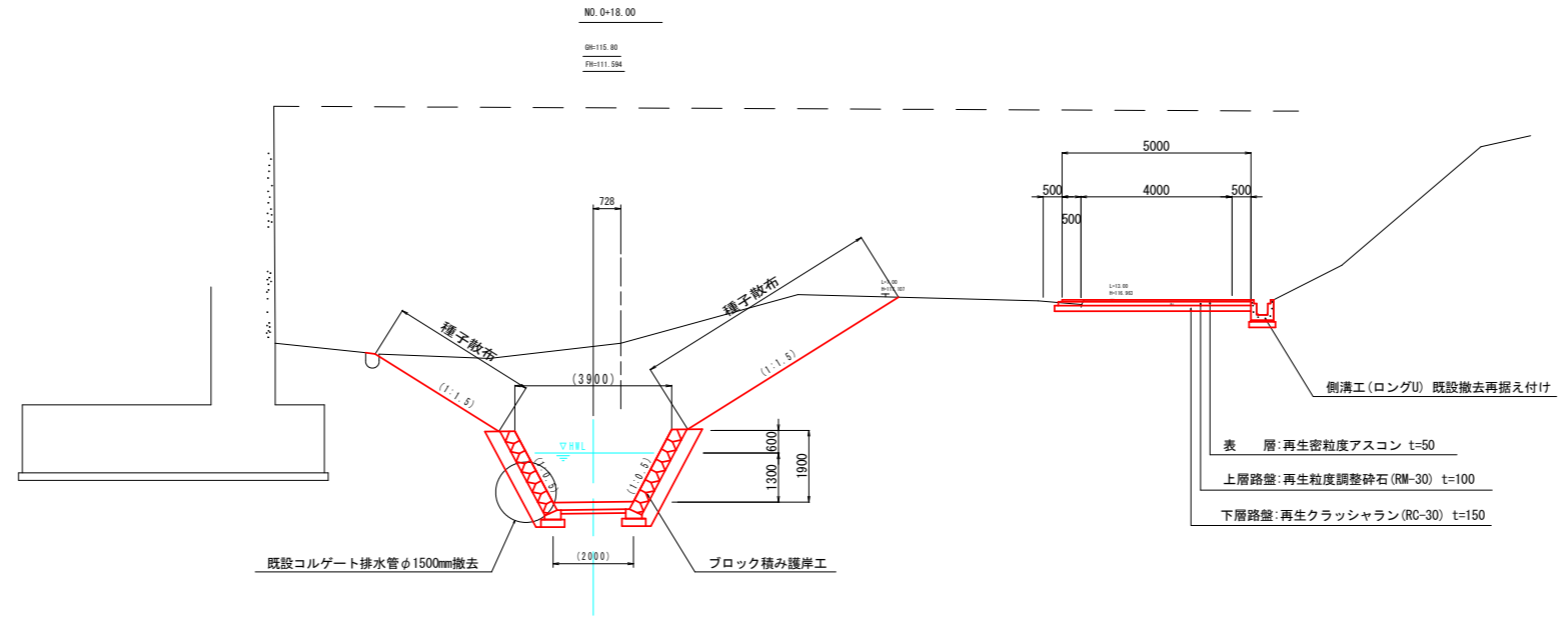 NO.0+18.00
GH=115.80
FH=111.594
5000
500
4000
500
500
728
種子散布
種子散布
(1:1.5)
(1:1.5)
(3900)
▽HWL
(1:0.5)
(1:0.5)
600
1300
1900
(2000)
L=13.00
側溝工(ロングU) 既設撤去再据え付け
表　層:再生密粒度アスコン t=50
上層路盤:再生粒度調整砕石(RM-30) t=100
下層路盤:再生クラッシャラン(RC-30) t=150
既設コルゲート排水管φ1500mm撤去
ブロック積み護岸工